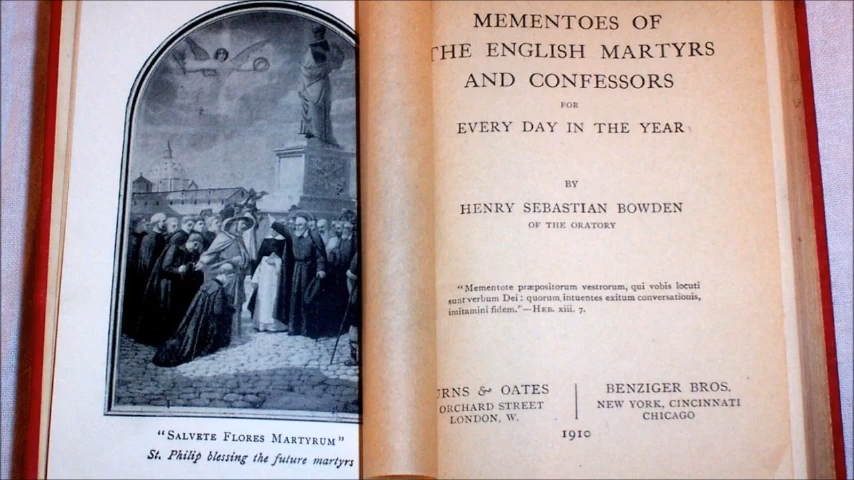 "SALVETE FLORES MARTYRUM"
St. Philip blessing the future martyrs
MEMENTOES OF
THE ENGLISH MARTYRS
AND CONFESSORS
FOR
EVERY DAY IN THE YEAR
BY
HENRY SEBASTIAN BOWDEN
OF THE ORATORY
"Mementote præpositorum vestrorum, qui vobis locuti
sunt verbum Dei: quorum intuentes exitum conversationis,
imitamini fidem."—HEB. xiii. 7.
RNS & OATES
ORCHARD STREET
LONDON, W.
BENZIGER BROS.
NEW YORK, CINCINNATI
CHICAGO
1910